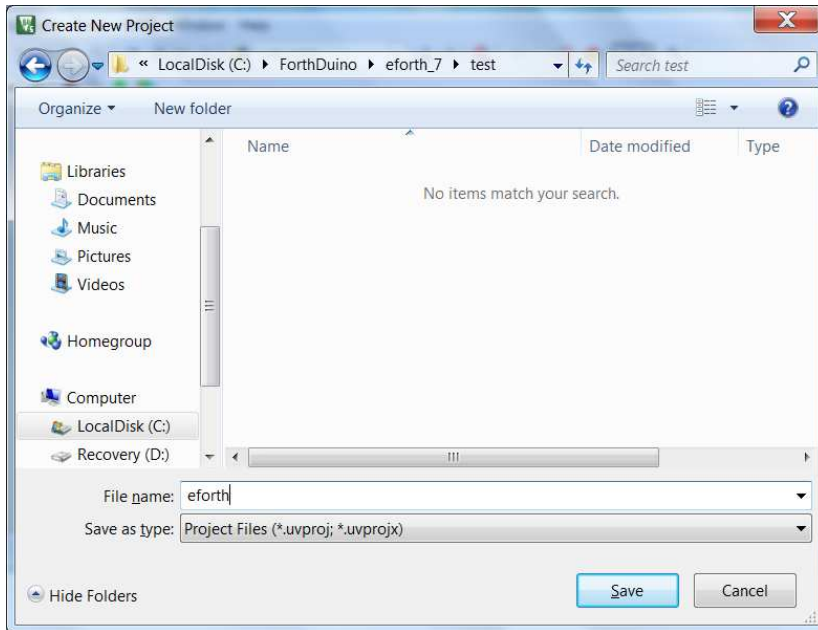 Create New Project
« LocalDisk (C:) ▸ ForthDuino ▸ eforth_7 ▸ test
Search test
Organize ▾ New folder
Name Date modified Type
No items match your search.
Libraries
Documents
Music
Pictures
Videos
Homegroup
Computer
LocalDisk (C:)
Recovery (D:)
File name: eforth
Save as type: Project Files (*.uvproj; *.uvprojx)
Hide Folders
Save Cancel